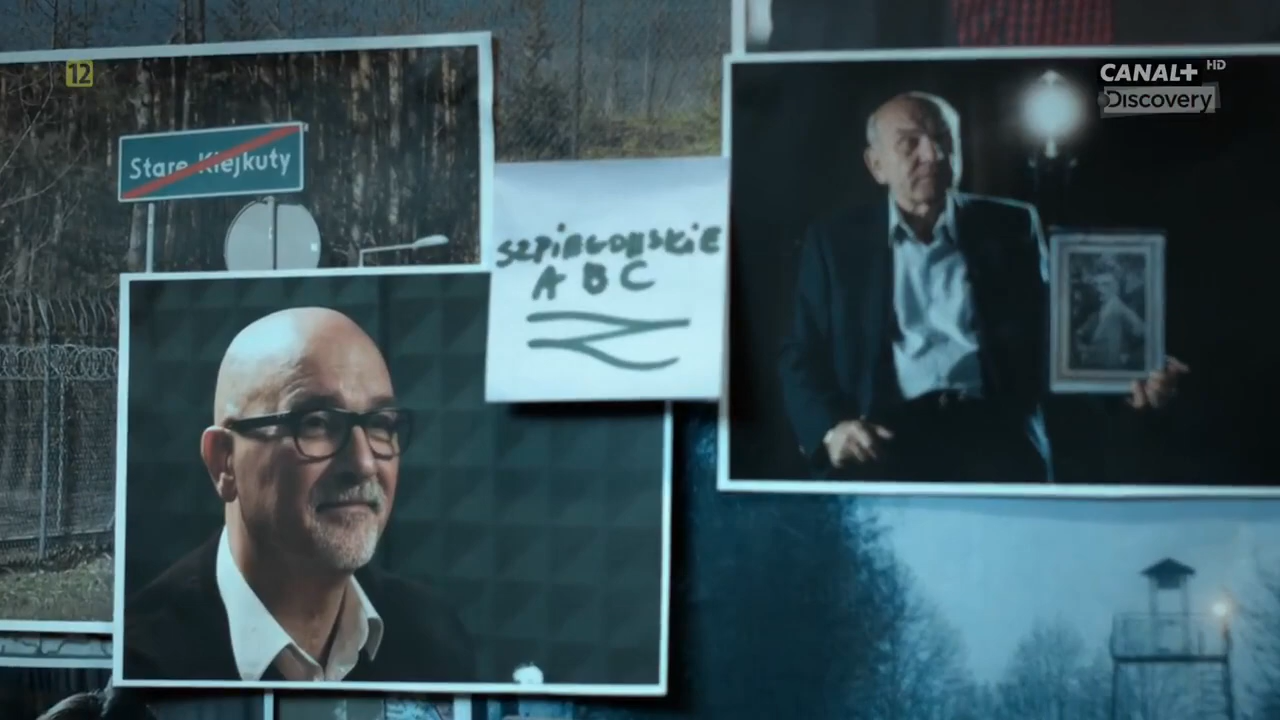 12
CANAL+ HD
Discovery
Stare Kiejkuty
SZPIEGOWSKIE
ABC